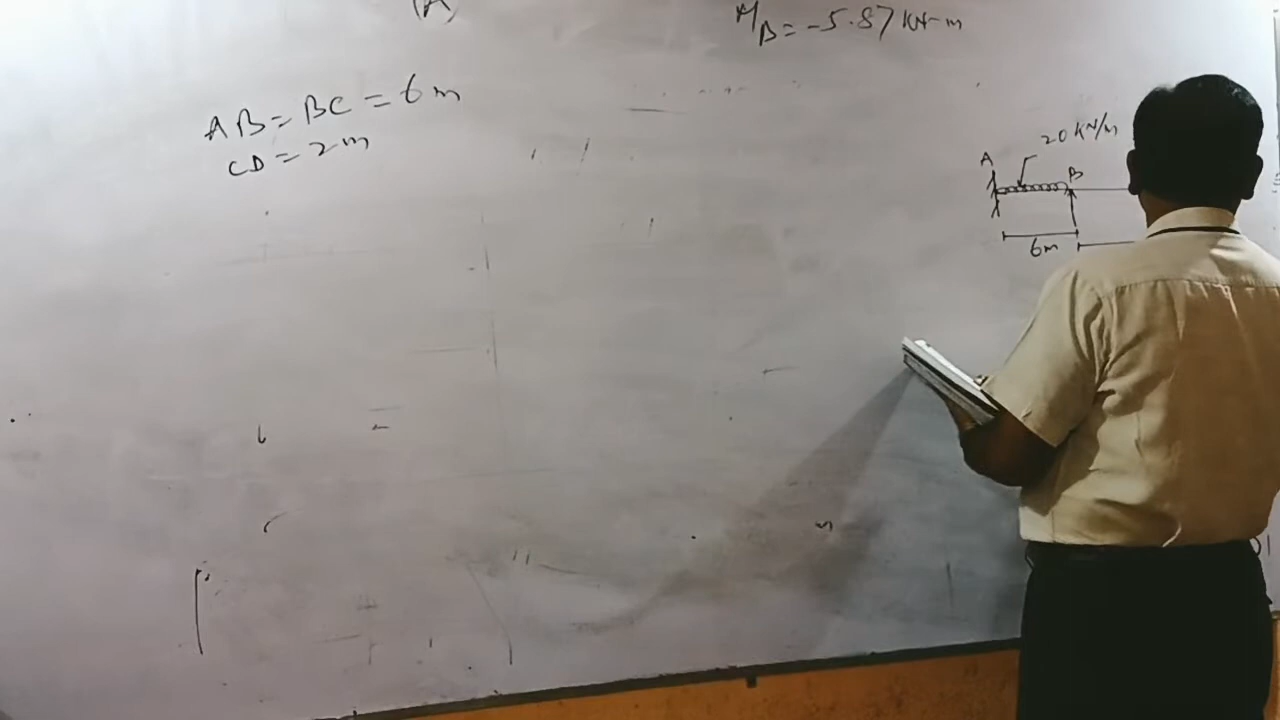 (A)
M_B = -5.87 KN-m
AB = BC = 6 m
CD = 2 m
20 KN/m
A
B
6m